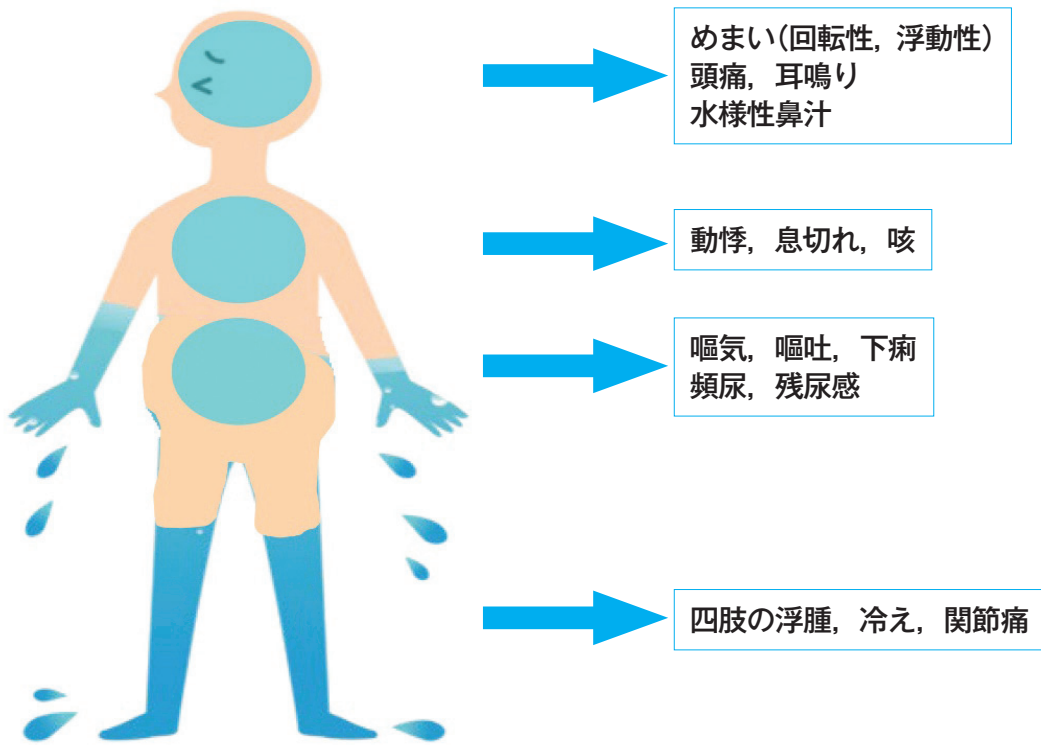 めまい（回転性，浮動性）
頭痛，耳鳴り
水様性鼻汁
動悸，息切れ，咳
嘔気，嘔吐，下痢
頻尿，残尿感
四肢の浮腫，冷え，関節痛